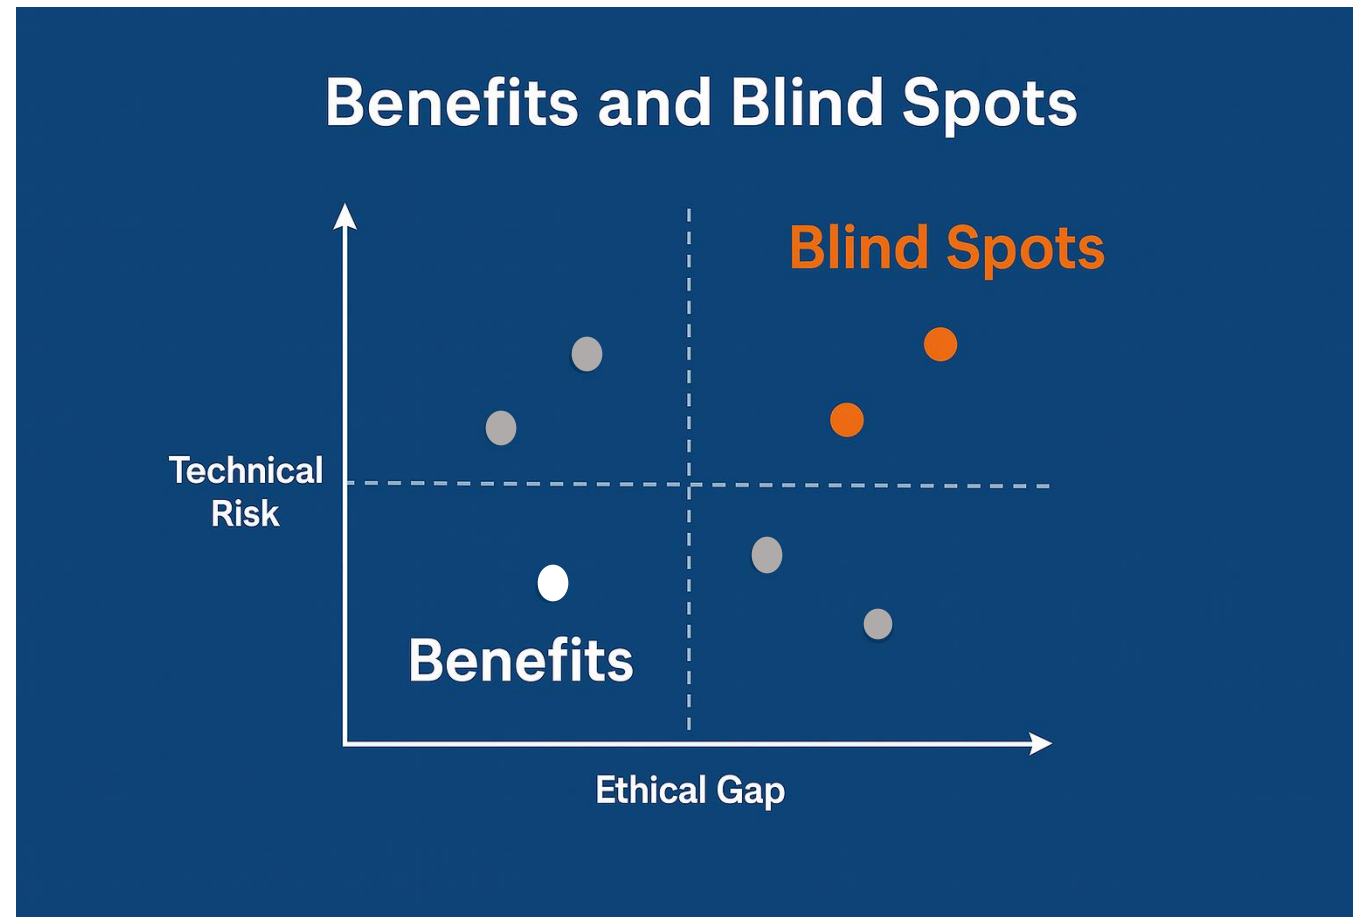 Benefits and Blind Spots
Blind Spots
Technical
Risk
Benefits
Ethical Gap